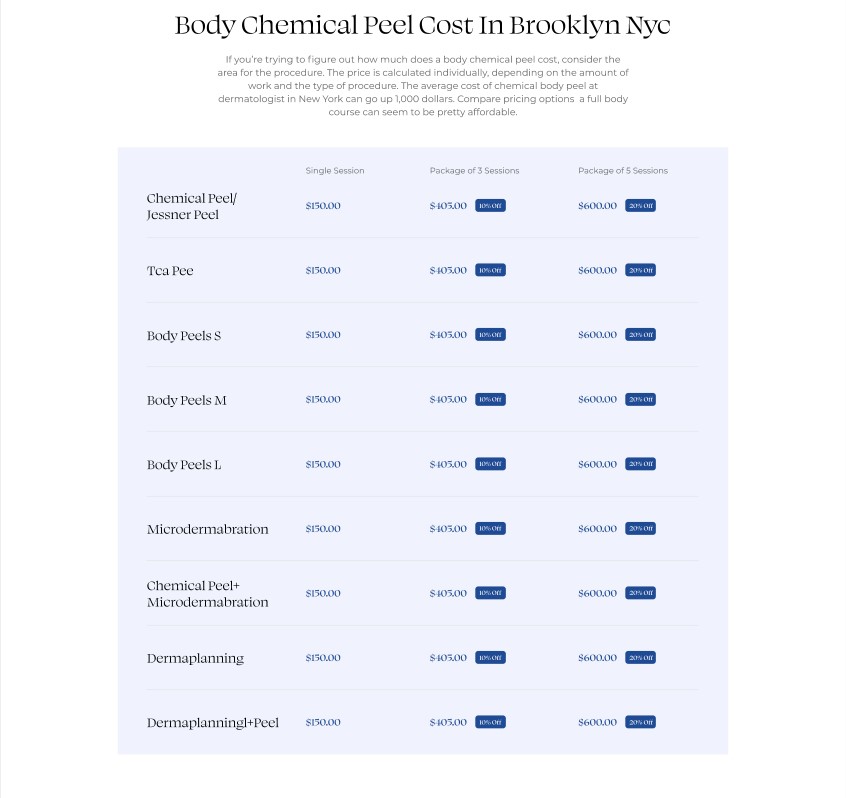 Body Chemical Peel Cost In Brooklyn Nyc
If you're trying to figure out how much does a body chemical peel cost, consider the
area for the procedure. The price is calculated individually, depending on the amount of
work and the type of procedure. The average cost of chemical body peel at
dermatologist in New York can go up 1,000 dollars. Compare pricing options a full body
course can seem to be pretty affordable.
Single Session Package of 3 Sessions Package of 5 Sessions
Chemical Peel/
Jessner Peel
$150.00 $405.00 10% Off $600.00 20% Off
Tca Pee $150.00 $405.00 10% Off $600.00 20% Off
Body Peels S $150.00 $405.00 10% Off $600.00 20% Off
Body Peels M $150.00 $405.00 10% Off $600.00 20% Off
Body Peels L $150.00 $405.00 10% Off $600.00 20% Off
Microdermabration $150.00 $405.00 10% Off $600.00 20% Off
Chemical Peel+
Microdermabration
$150.00 $405.00 10% Off $600.00 20% Off
Dermaplanning $150.00 $405.00 10% Off $600.00 20% Off
Dermaplanningl+Peel $150.00 $405.00 10% Off $600.00 20% Off